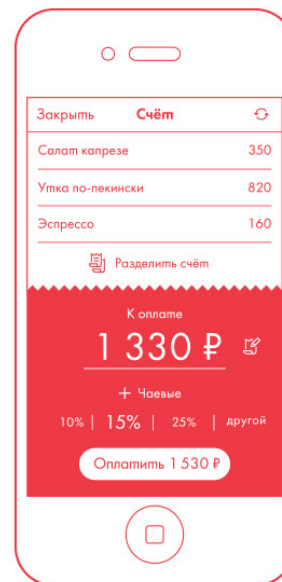 Закрыть Счёт
Салат капрезе 350
Утка по-пекински 820
Эспрессо 160
Разделить счёт
К оплате
1 330 ₽
+ Чаевые
10% | 15% | 25% | другой
Оплатить 1 530 ₽